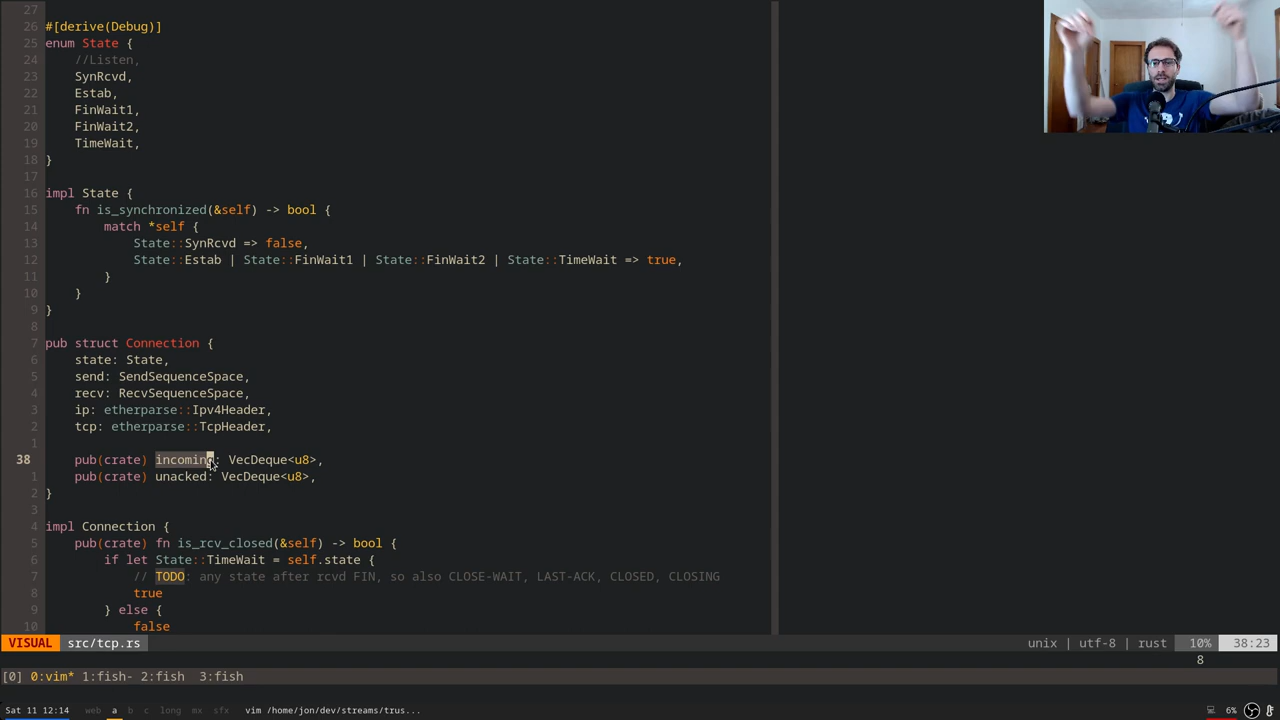 27
26 #[derive(Debug)]
25 enum State {
24     //Listen,
23     SynRcvd,
22     Estab,
21     FinWait1,
20     FinWait2,
19     TimeWait,
18 }
17
16 impl State {
15     fn is_synchronized(&self) -> bool {
14         match *self {
13             State::SynRcvd => false,
12             State::Estab | State::FinWait1 | State::FinWait2 | State::TimeWait => true,
11         }
10     }
9 }
8
7 pub struct Connection {
6     state: State,
5     send: SendSequenceSpace,
4     recv: RecvSequenceSpace,
3     ip: etherparse::Ipv4Header,
2     tcp: etherparse::TcpHeader,
1
38     pub(crate) incoming: VecDeque<u8>,
1     pub(crate) unacked: VecDeque<u8>,
2 }
3
4 impl Connection {
5     pub(crate) fn is_rcv_closed(&self) -> bool {
6         if let State::TimeWait = self.state {
7             // TODO: any state after rcvd FIN, so also CLOSE-WAIT, LAST-ACK, CLOSED, CLOSING
8             true
9         } else {
10             false
VISUAL src/tcp.rs unix | utf-8 | rust 10% 38:23
8
[0] 0:vim* 1:fish- 2:fish 3:fish
Sat 11 12:14 web a b c long mx sfx vim /home/jon/dev/streams/trus... 6%